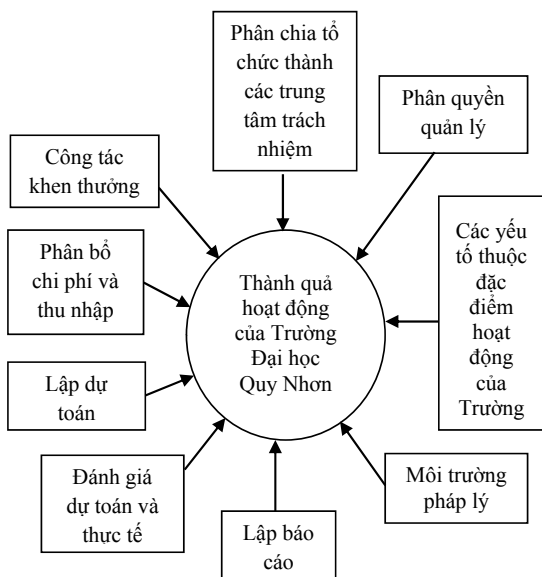 Phân chia tổ
chức thành
các trung
tâm trách
nhiệm
Phân quyền
quản lý
Công tác
khen thưởng
Các yếu
tố thuộc
đặc
điểm
hoạt
động
của
Trường
Phân bổ
chi phí và
thu nhập
Thành quả
hoạt động
của Trường
Đại học
Quy Nhơn
Lập dự
toán
Đánh giá
dự toán và
thực tế
Môi trường
pháp lý
Lập báo
cáo